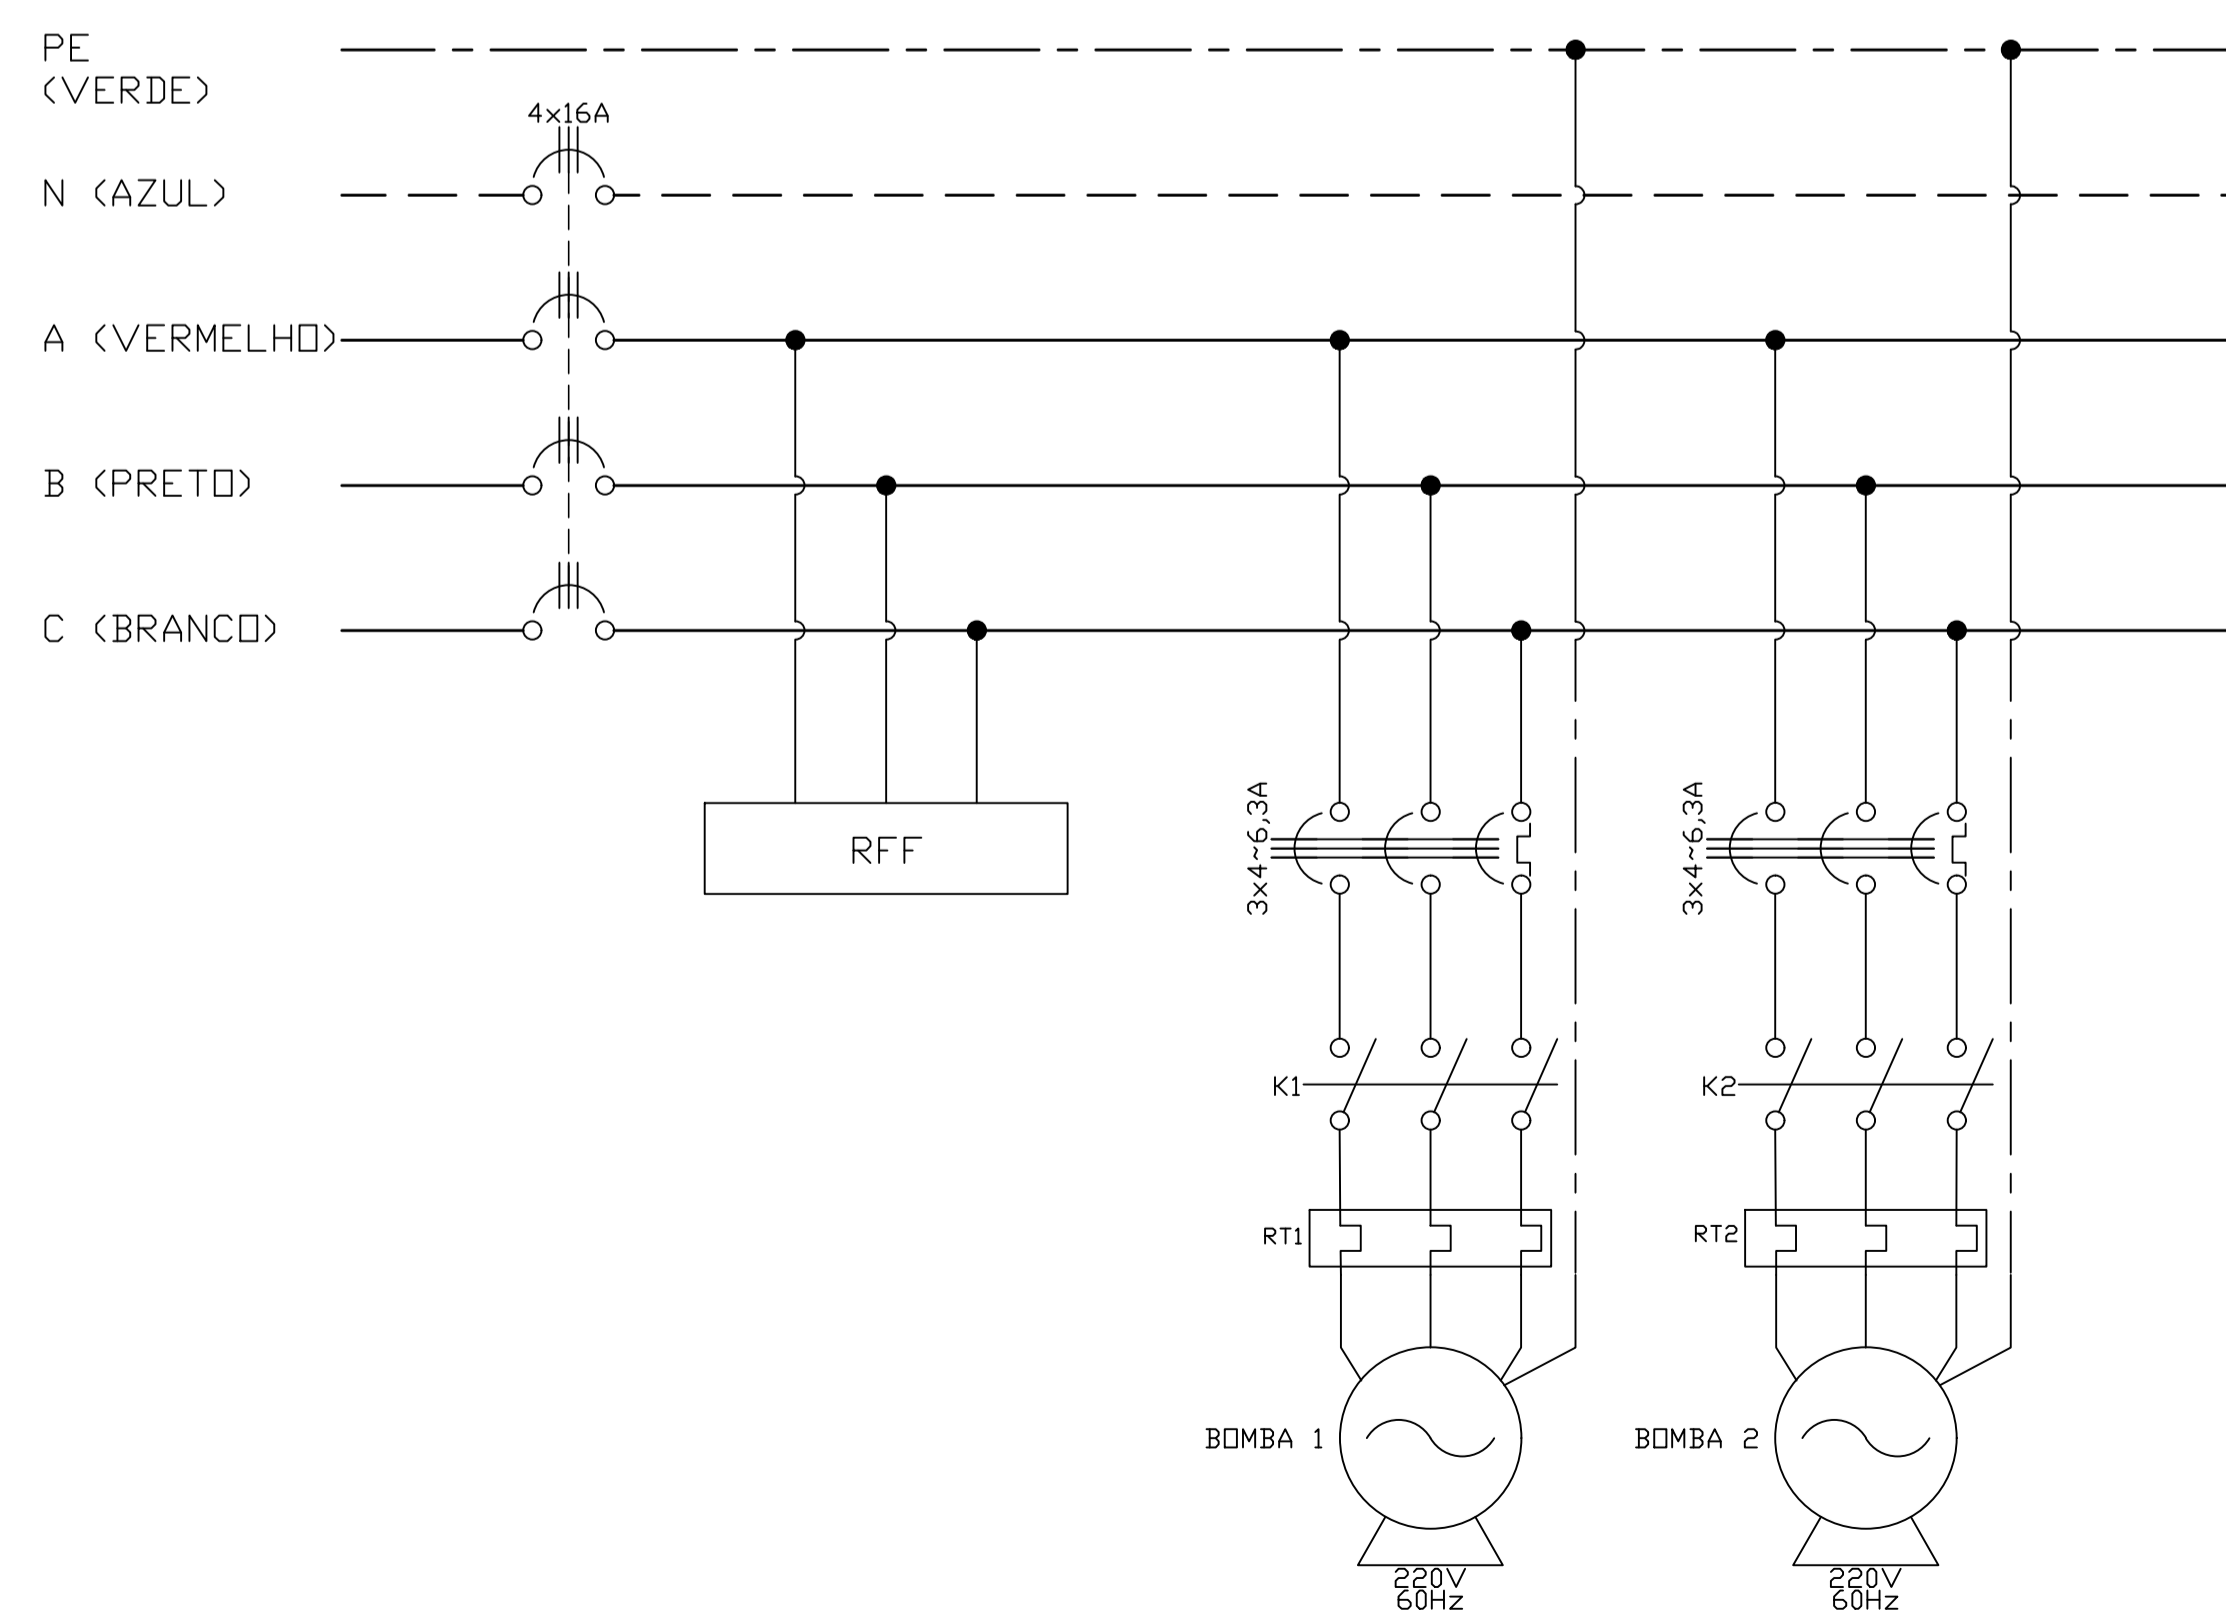 PE
(VERDE)
4x16A
N (AZUL)
A (VERMELHO)
B (PRETO)
C (BRANCO)
RFF
3x4~6,3A
3x4~6,3A
K1
K2
RT1
RT2
BOMBA 1
BOMBA 2
220V
60Hz
220V
60Hz